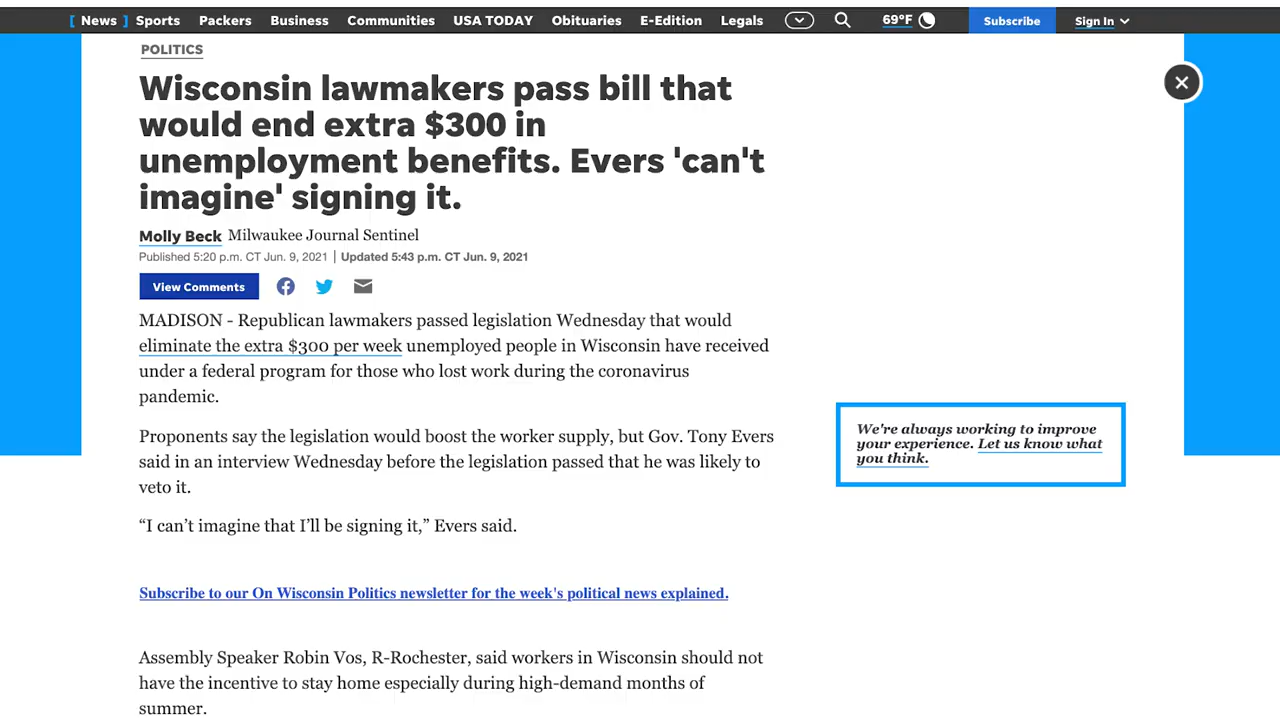 [ News ] Sports Packers Business Communities USA TODAY Obituaries E-Edition Legals 69°F Subscribe Sign In
POLITICS
Wisconsin lawmakers pass bill that
would end extra $300 in
unemployment benefits. Evers 'can't
imagine' signing it.
Molly Beck Milwaukee Journal Sentinel
Published 5:20 p.m. CT Jun. 9, 2021 | Updated 5:43 p.m. CT Jun. 9, 2021
View Comments
MADISON - Republican lawmakers passed legislation Wednesday that would
eliminate the extra $300 per week unemployed people in Wisconsin have received
under a federal program for those who lost work during the coronavirus
pandemic.
Proponents say the legislation would boost the worker supply, but Gov. Tony Evers
said in an interview Wednesday before the legislation passed that he was likely to
veto it.
“I can’t imagine that I’ll be signing it,” Evers said.
Subscribe to our On Wisconsin Politics newsletter for the week's political news explained.
Assembly Speaker Robin Vos, R-Rochester, said workers in Wisconsin should not
have the incentive to stay home especially during high-demand months of
summer.
We're always working to improve
your experience. Let us know what
you think.